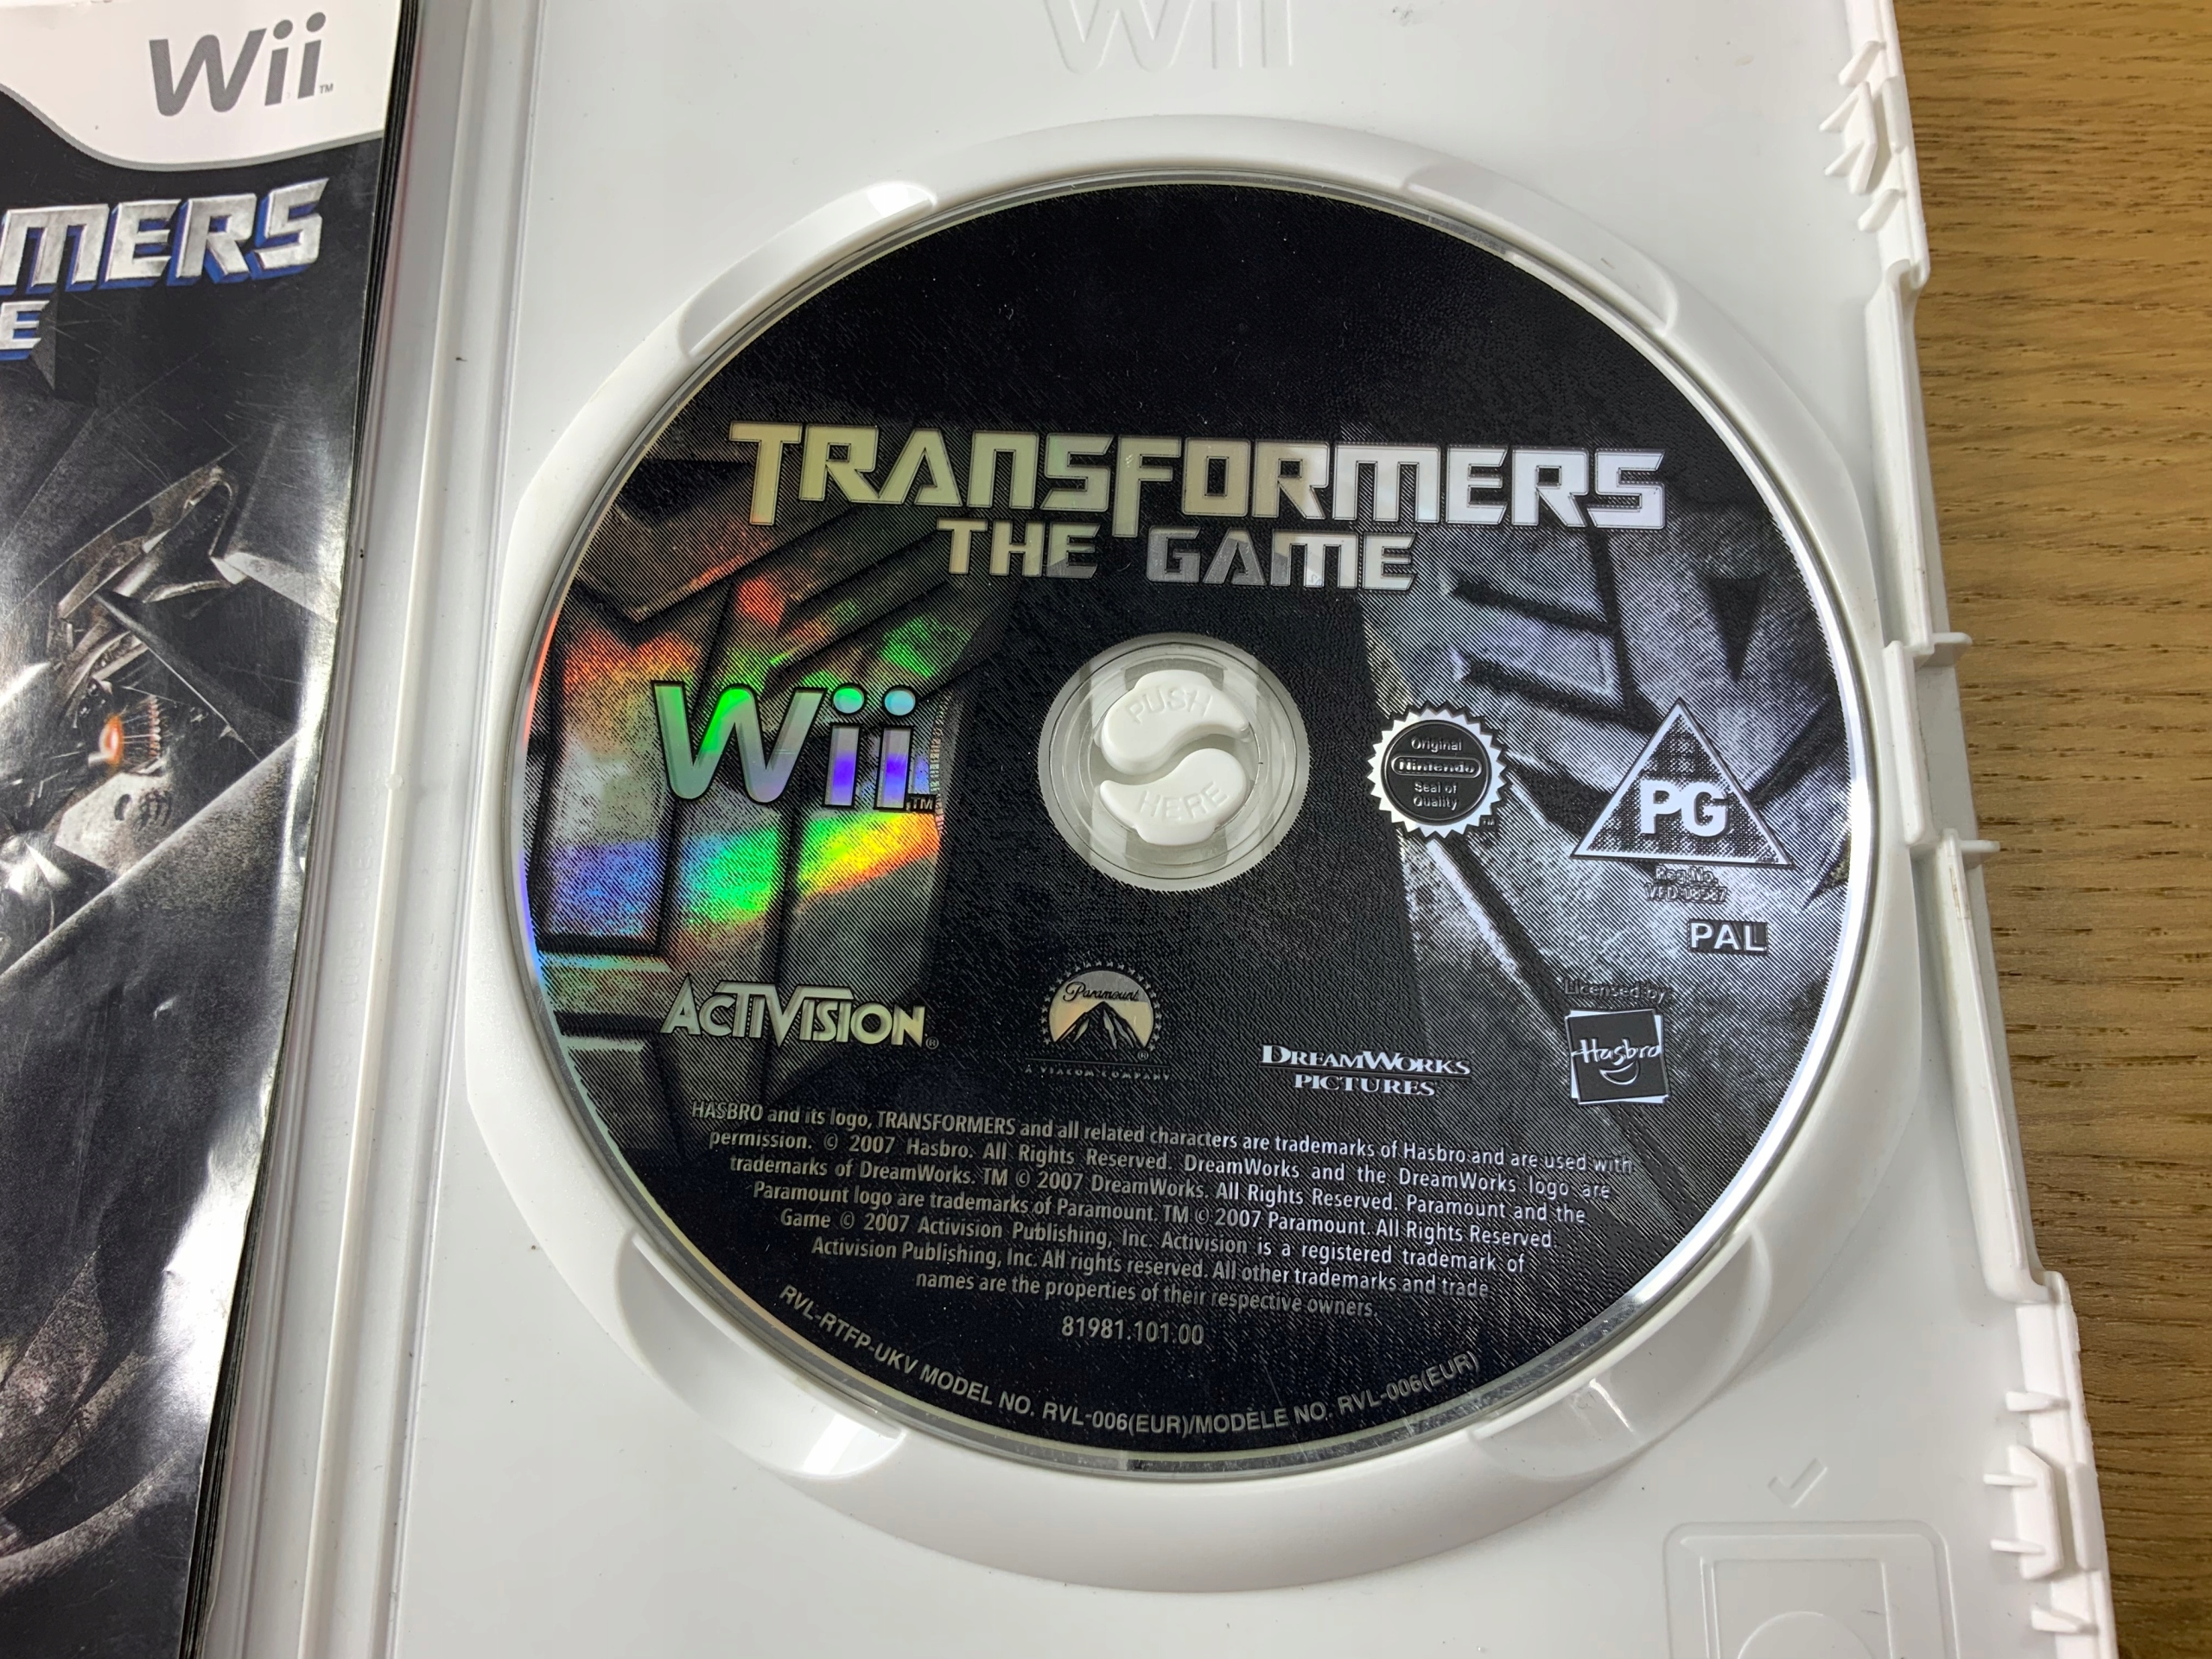 Wii™
MERS
E
Wii
TRANSFORMERS
THE GAME
Wii™
PUSH
HERE
Original
Nintendo
Seal of
Quality
™
PG
Reg.No.
PAL
ACTIVISION®
Paramount
®
A VIACOM COMPANY
DREAMWORKS
PICTURES
Licensed by:
Hasbro
HASBRO and its logo, TRANSFORMERS and all related characters are trademarks of Hasbro and are used with
permission. © 2007 Hasbro. All Rights Reserved. DreamWorks and the DreamWorks logo are
trademarks of DreamWorks. TM © 2007 DreamWorks. All Rights Reserved. Paramount and the
Paramount logo are trademarks of Paramount. TM © 2007 Paramount. All Rights Reserved.
Game © 2007 Activision Publishing, Inc. Activision is a registered trademark of
Activision Publishing, Inc. All rights reserved. All other trademarks and trade
names are the properties of their respective owners.
81981.101.00
RVL-RTFP-UKV MODEL NO. RVL-006(EUR)/MODÈLE NO. RVL-006(EUR)